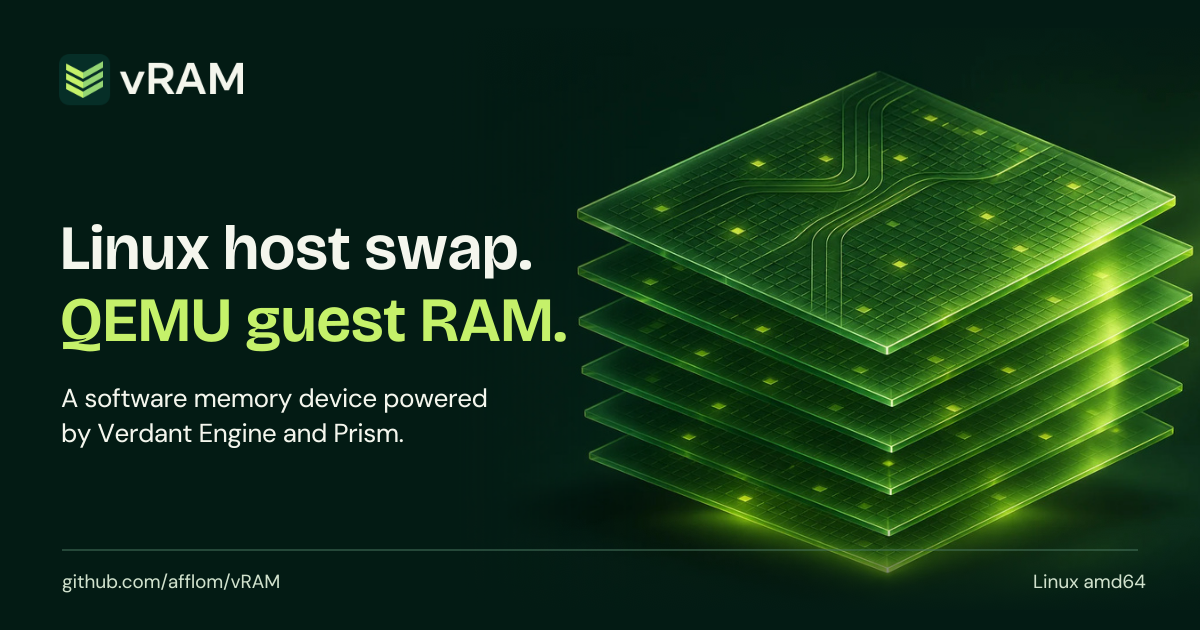 vRAM
Linux host swap.
QEMU guest RAM.
A software memory device powered
by Verdant Engine and Prism.
github.com/afflom/vRAM
Linux amd64